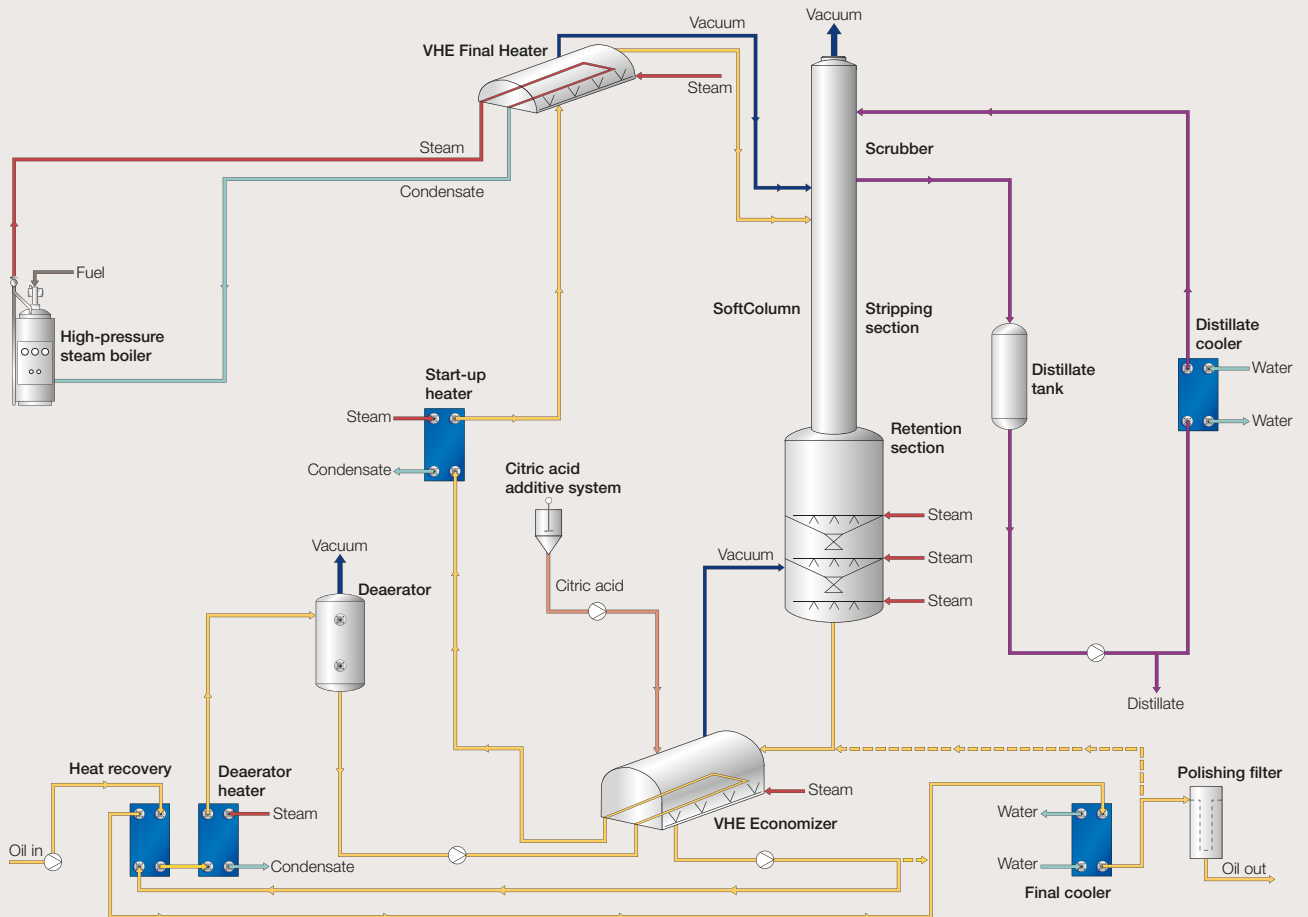 Vacuum
Vacuum
VHE Final Heater
Steam
Steam
Scrubber
Condensate
Fuel
High-pressure
steam boiler
SoftColumn
Stripping
section
Distillate
cooler
Start-up
heater
Distillate
tank
Water
Water
Steam
Condensate
Retention
section
Citric acid
additive system
Steam
Steam
Steam
Vacuum
Deaerator
Vacuum
Citric acid
Distillate
Heat recovery
Deaerator
heater
Polishing filter
Steam
Steam
VHE Economizer
Water
Oil in
Condensate
Water
Final cooler
Oil out